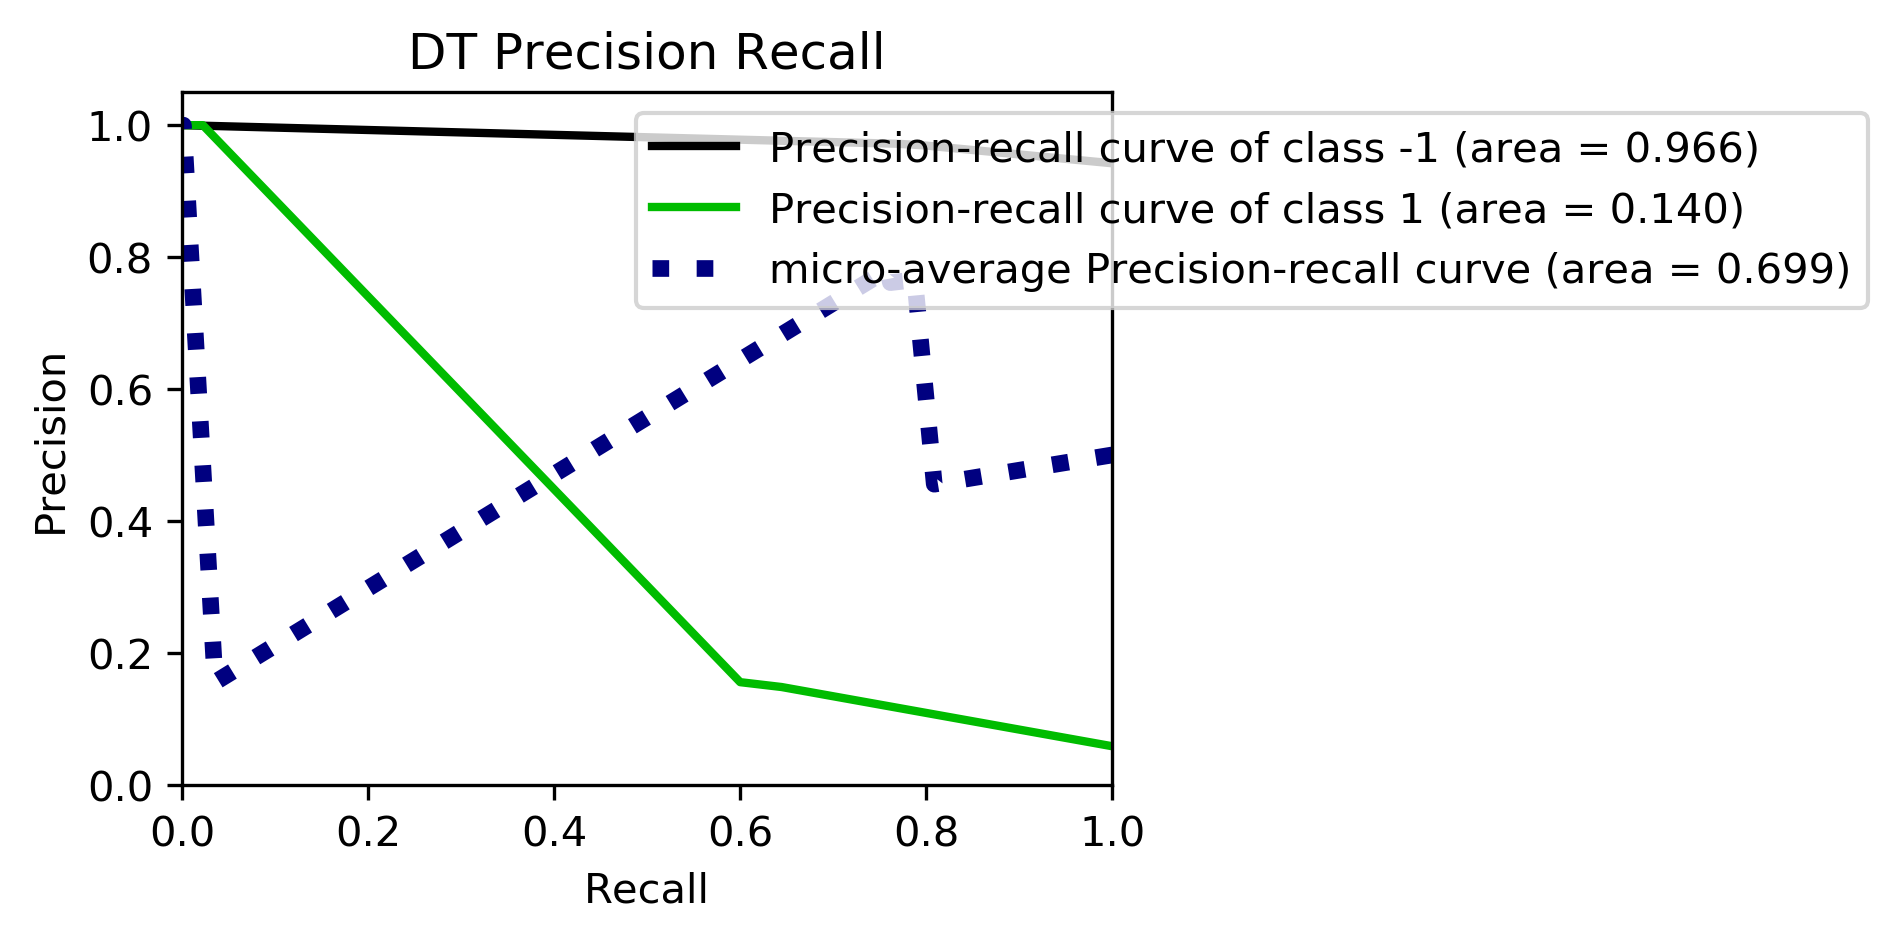 DT Precision Recall
Precision-recall curve of class -1 (area = 0.966)
Precision-recall curve of class 1 (area = 0.140)
micro-average Precision-recall curve (area = 0.699)
Precision
1.0
0.8
0.6
0.4
0.2
0.0
0.0 0.2 0.4 0.6 0.8 1.0
Recall